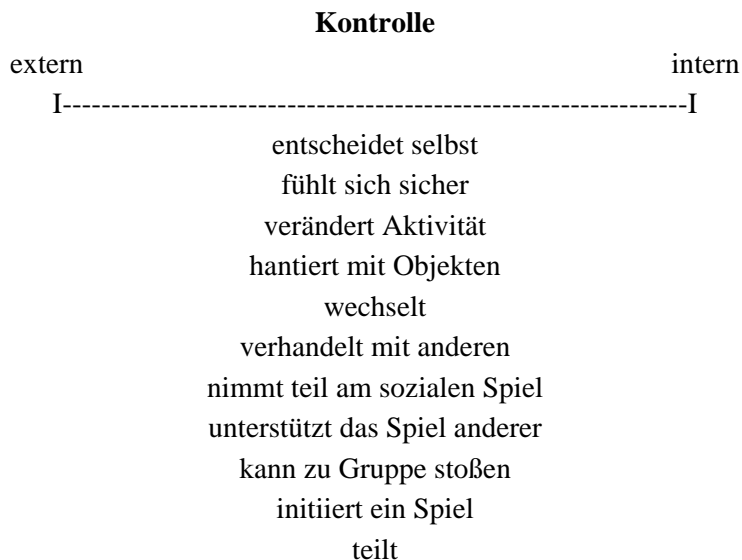 Kontrolle
extern intern
I----------------------------------------------------------------I
entscheidet selbst
fühlt sich sicher
verändert Aktivität
hantiert mit Objekten
wechselt
verhandelt mit anderen
nimmt teil am sozialen Spiel
unterstützt das Spiel anderer
kann zu Gruppe stoßen
initiiert ein Spiel
teilt